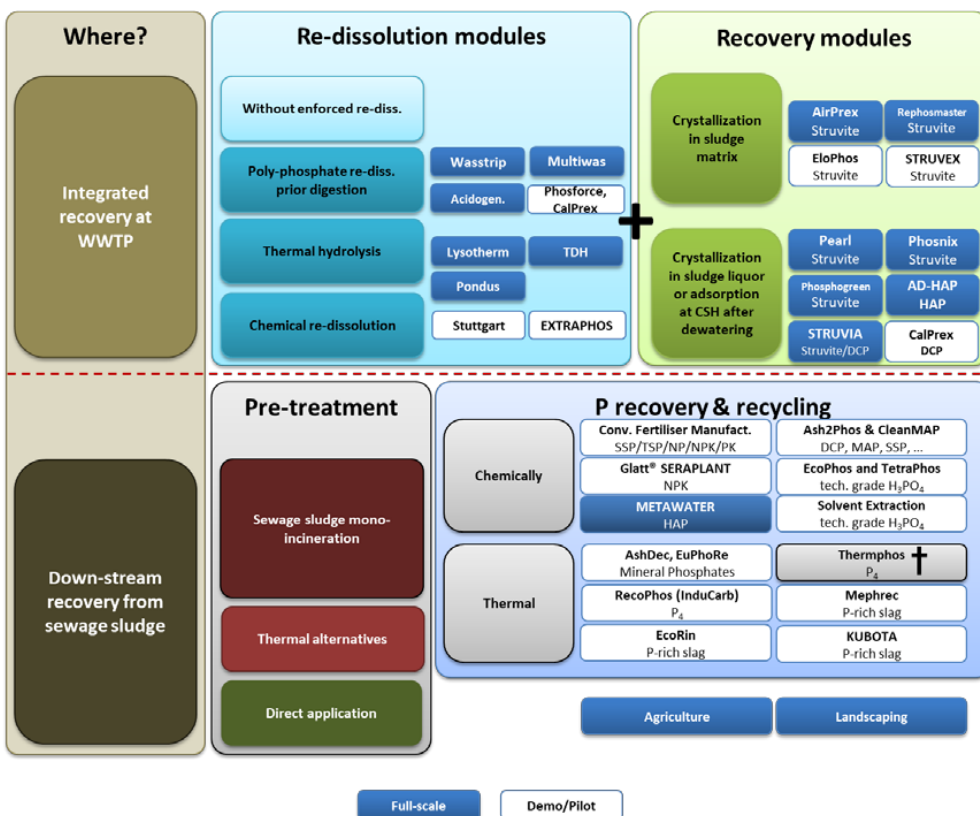 Where?
Re-dissolution modules
Recovery modules
Integrated
recovery at
WWTP
Without enforced re-diss.
Poly-phosphate re-diss.
prior digestion
Wasstrip
Multiwas
Acidogen.
Phosforce,
CalPrex
Thermal hydrolysis
Lysotherm
TDH
Pondus
Chemical re-dissolution
Stuttgart
EXTRAPHOS
+
Crystallization
in sludge
matrix
AirPrex
Struvite
Rephosmaster
Struvite
EloPhos
Struvite
STRUVEX
Struvite
Crystallization
in sludge liquor
or adsorption
at CSH after
dewatering
Pearl
Struvite
Phosnix
Struvite
Phosphogreen
Struvite
AD-HAP
HAP
STRUVIA
Struvite/DCP
CalPrex
DCP
Down-stream
recovery from
sewage sludge
Pre-treatment
Sewage sludge mono-
incineration
Thermal alternatives
Direct application
P recovery & recycling
Chemically
Conv. Fertiliser Manufact.
SSP/TSP/NP/NPK/PK
Ash2Phos & CleanMAP
DCP, MAP, SSP, ...
Glatt® SERAPLANT
NPK
EcoPhos and TetraPhos
tech. grade H₃PO₄
METAWATER
HAP
Solvent Extraction
tech. grade H₃PO₄
Thermal
AshDec, EuPhoRe
Mineral Phosphates
Thermphos †
P₄
RecoPhos (InduCarb)
P₄
Mephrec
P-rich slag
EcoRin
P-rich slag
KUBOTA
P-rich slag
Agriculture
Landscaping
Full-scale
Demo/Pilot